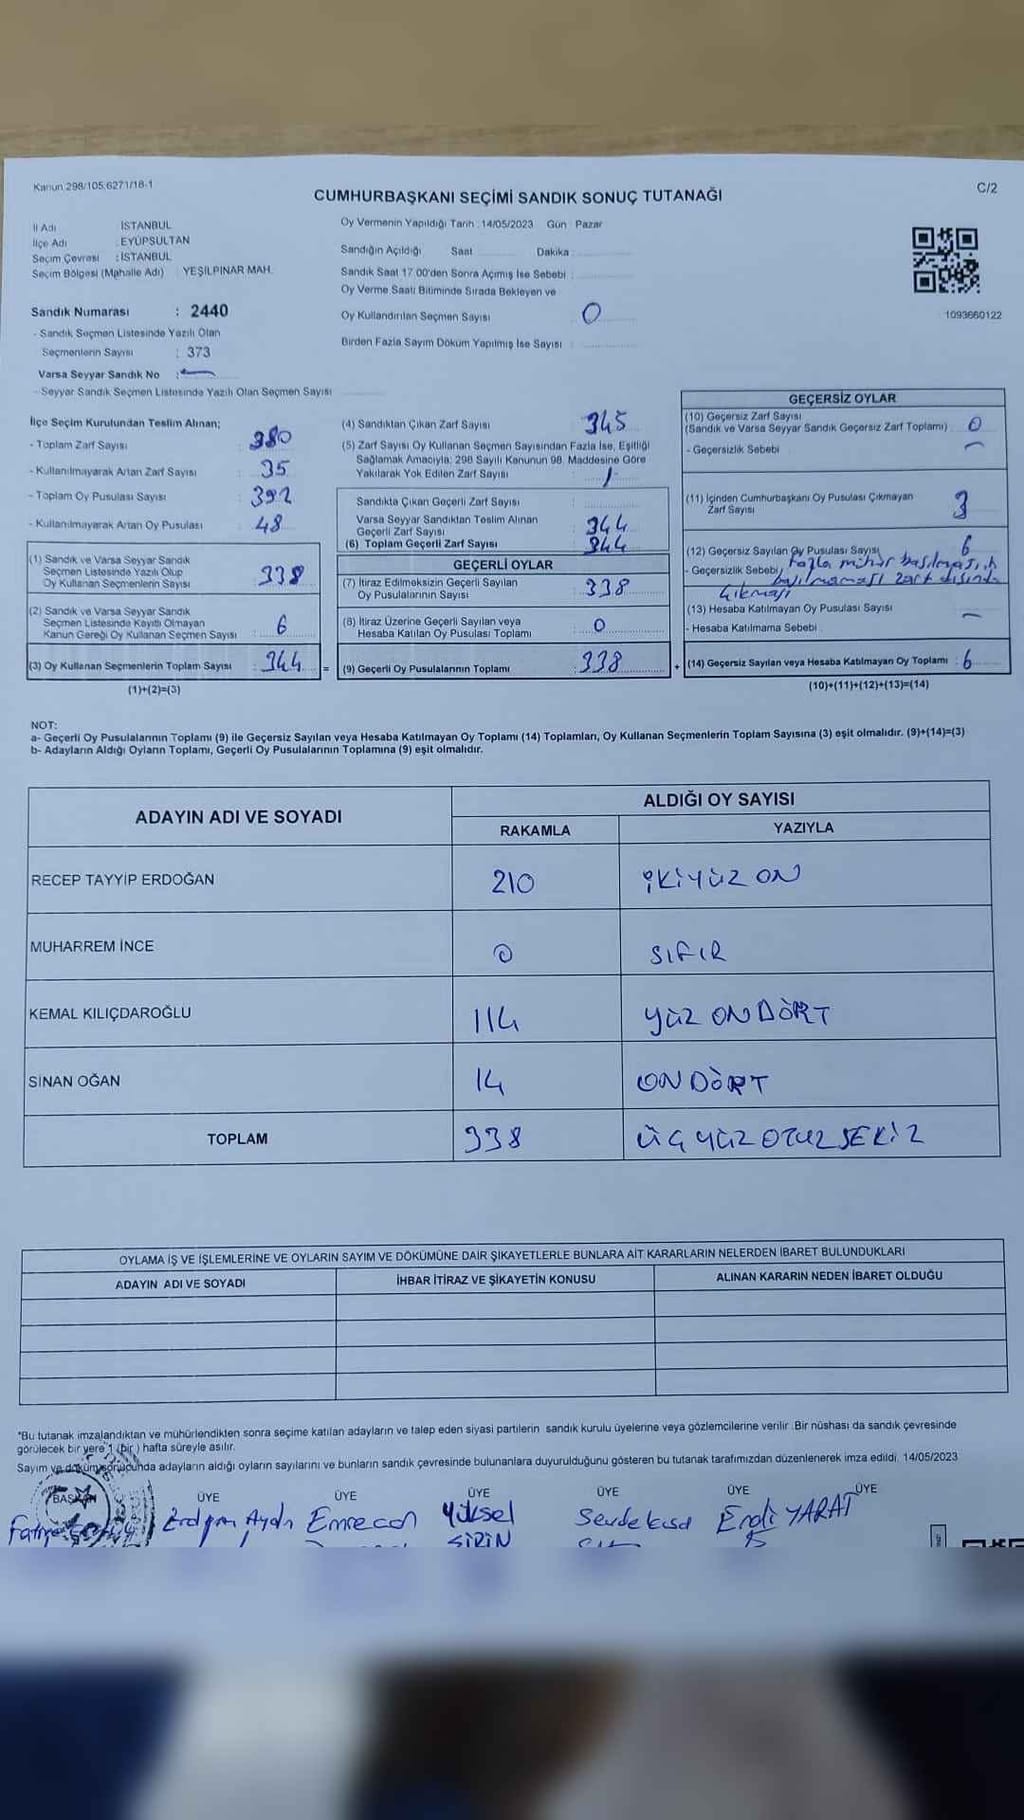 Kanun 298/105,6271/18-1
C/2
CUMHURBAŞKANI SEÇİMİ SANDIK SONUÇ TUTANAĞI
İl Adı : İSTANBUL
İlçe Adı : EYÜPSULTAN
Seçim Çevresi : İSTANBUL
Seçim Bölgesi (Mahalle Adı) : YEŞİLPINAR MAH.
Sandık Numarası : 2440
- Sandık Seçmen Listesinde Yazılı Olan
Seçmenlerin Sayısı : 373
Varsa Seyyar Sandık No : —
- Seyyar Sandık Seçmen Listesinde Yazılı Olan Seçmen Sayısı
Oy Vermenin Yapıldığı Tarih : 14/05/2023 Gün : Pazar
Sandığın Açıldığı Saat Dakika
Sandık Saat 17.00'den Sonra Açımış İse Sebebi :
Oy Verme Saati Bitiminde Sırada Bekleyen ve
Oy Kullandırılan Seçmen Sayısı : 0
Birden Fazla Sayım Döküm Yapılmış İse Sayısı :
1093660122
İlçe Seçim Kurulundan Teslim Alınan;
- Toplam Zarf Sayısı : 380
- Kullanılmayarak Artan Zarf Sayısı : 35
- Toplam Oy Pusulası Sayısı : 392
- Kullanılmayarak Artan Oy Pusulası : 48
(1) Sandık ve Varsa Seyyar Sandık
Seçmen Listesinde Yazılı Olup
Oy Kullanan Seçmenlerin Sayısı : 338
(2) Sandık ve Varsa Seyyar Sandık
Seçmen Listesinde Kayıtlı Olmayan
Kanun Gereği Oy Kullanan Seçmen Sayısı : 6
(3) Oy Kullanan Seçmenlerin Toplam Sayısı : 344 =
(1)+(2)=(3)
(4) Sandıktan Çıkan Zarf Sayısı : 345
(5) Zarf Sayısı Oy Kullanan Seçmen Sayısından Fazla İse, Eşitliği
Sağlamak Amacıyla; 298 Sayılı Kanunun 98. Maddesine Göre
Yakılarak Yok Edilen Zarf Sayısı : 1
Sandıkta Çıkan Geçerli Zarf Sayısı :
Varsa Seyyar Sandıktan Teslim Alınan
Geçerli Zarf Sayısı : 344
(6) Toplam Geçerli Zarf Sayısı : 344
GEÇERLİ OYLAR
(7) İtiraz Edilmeksizin Geçerli Sayılan
Oy Pusulalarının Sayısı : 338
(8) İtiraz Üzerine Geçerli Sayılan veya
Hesaba Katılan Oy Pusulası Toplamı : 0
(9) Geçerli Oy Pusulalarının Toplamı : 338 +
GEÇERSİZ OYLAR
(10) Geçersiz Zarf Sayısı
(Sandık ve Varsa Seyyar Sandık Geçersiz Zarf Toplamı) : 0
- Geçersizlik Sebebi —
(11) İçinden Cumhurbaşkanı Oy Pusulası Çıkmayan
Zarf Sayısı 3
(12) Geçersiz Sayılan Oy Pusulası Sayısı 6
- Geçersizlik Sebebi Fazla mühür basılması,
zarf dışında
Çıkması
(13) Hesaba Katılmayan Oy Pusulası Sayısı —
- Hesaba Katılmama Sebebi
(14) Geçersiz Sayılan veya Hesaba Katılmayan Oy Toplamı : 6
(10)+(11)+(12)+(13)=(14)
NOT:
a- Geçerli Oy Pusulalarının Toplamı (9) ile Geçersiz Sayılan veya Hesaba Katılmayan Oy Toplamı (14) Toplamları, Oy Kullanan Seçmenlerin Toplam Sayısına (3) eşit olmalıdır. (9)+(14)=(3)
b- Adayların Aldığı Oyların Toplamı, Geçerli Oy Pusulalarının Toplamına (9) eşit olmalıdır.
ADAYIN ADI VE SOYADI ALDIĞI OY SAYISI
RAKAMLA YAZIYLA
RECEP TAYYİP ERDOĞAN 210 İKİYÜZ ON
MUHARREM İNCE 0 SIFIR
KEMAL KILIÇDAROĞLU 114 YÜZ ON DÖRT
SİNAN OĞAN 14 ON DÖRT
TOPLAM 338 ÜÇ YÜZ OTUZ SEKİZ
OYLAMA İŞ VE İŞLEMLERİNE VE OYLARIN SAYIM VE DÖKÜMÜNE DAİR ŞİKAYETLERLE BUNLARA AİT KARARLARIN NELERDEN İBARET BULUNDUKLARI
ADAYIN ADI VE SOYADI İHBAR İTİRAZ VE ŞİKAYETİN KONUSU ALINAN KARARIN NEDEN İBARET OLDUĞU
*Bu tutanak imzalandıktan ve mühürlendikten sonra seçime katılan adayların ve talep eden siyasi partilerin sandık kurulu üyelerine veya gözlemcilerine verilir. Bir nüshası da sandık çevresinde
görülecek bir yere 1 (bir) hafta süreyle asılır.
Sayım ve döküm sonucunda adayların aldığı oyların sayılarını ve bunların sandık çevresinde bulunanlara duyurulduğunu gösteren bu tutanak tarafımızdan düzenlenerek imza edildi. 14/05/2023
BAŞKAN ÜYE ÜYE ÜYE ÜYE ÜYE ÜYE
Aydın Emrecan Yüksel YARAT
ŞİRİN